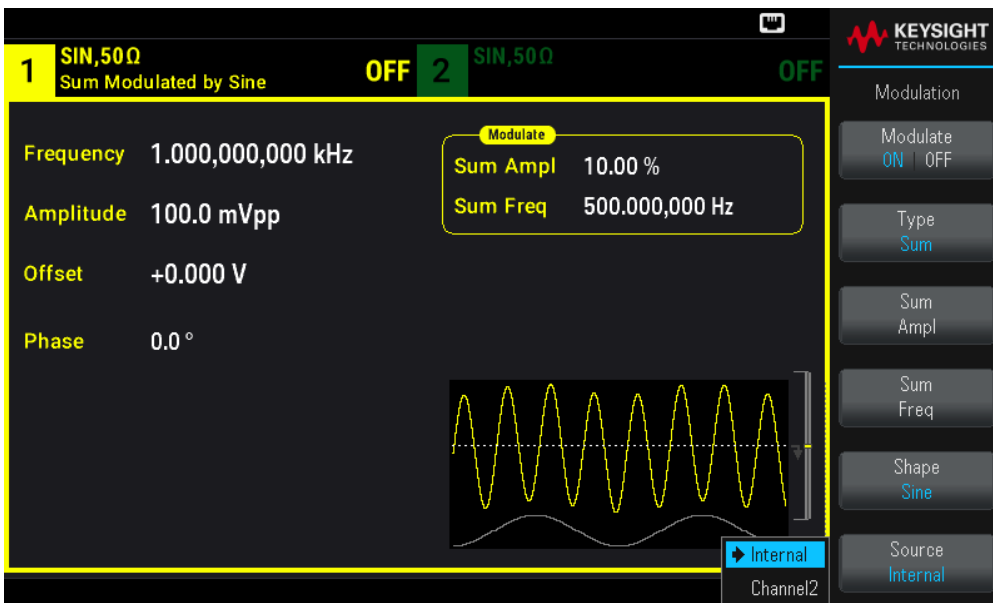 KEYSIGHT
TECHNOLOGIES
1
SIN,50Ω
Sum Modulated by Sine
OFF
2
SIN,50Ω
OFF
Modulation
Frequency 1.000,000,000 kHz
Amplitude 100.0 mVpp
Offset +0.000 V
Phase 0.0 °
Modulate
Sum Ampl 10.00 %
Sum Freq 500.000,000 Hz
Modulate
ON | OFF
Type
Sum
Sum
Ampl
Sum
Freq
Shape
Sine
Source
Internal
Internal
Channel2